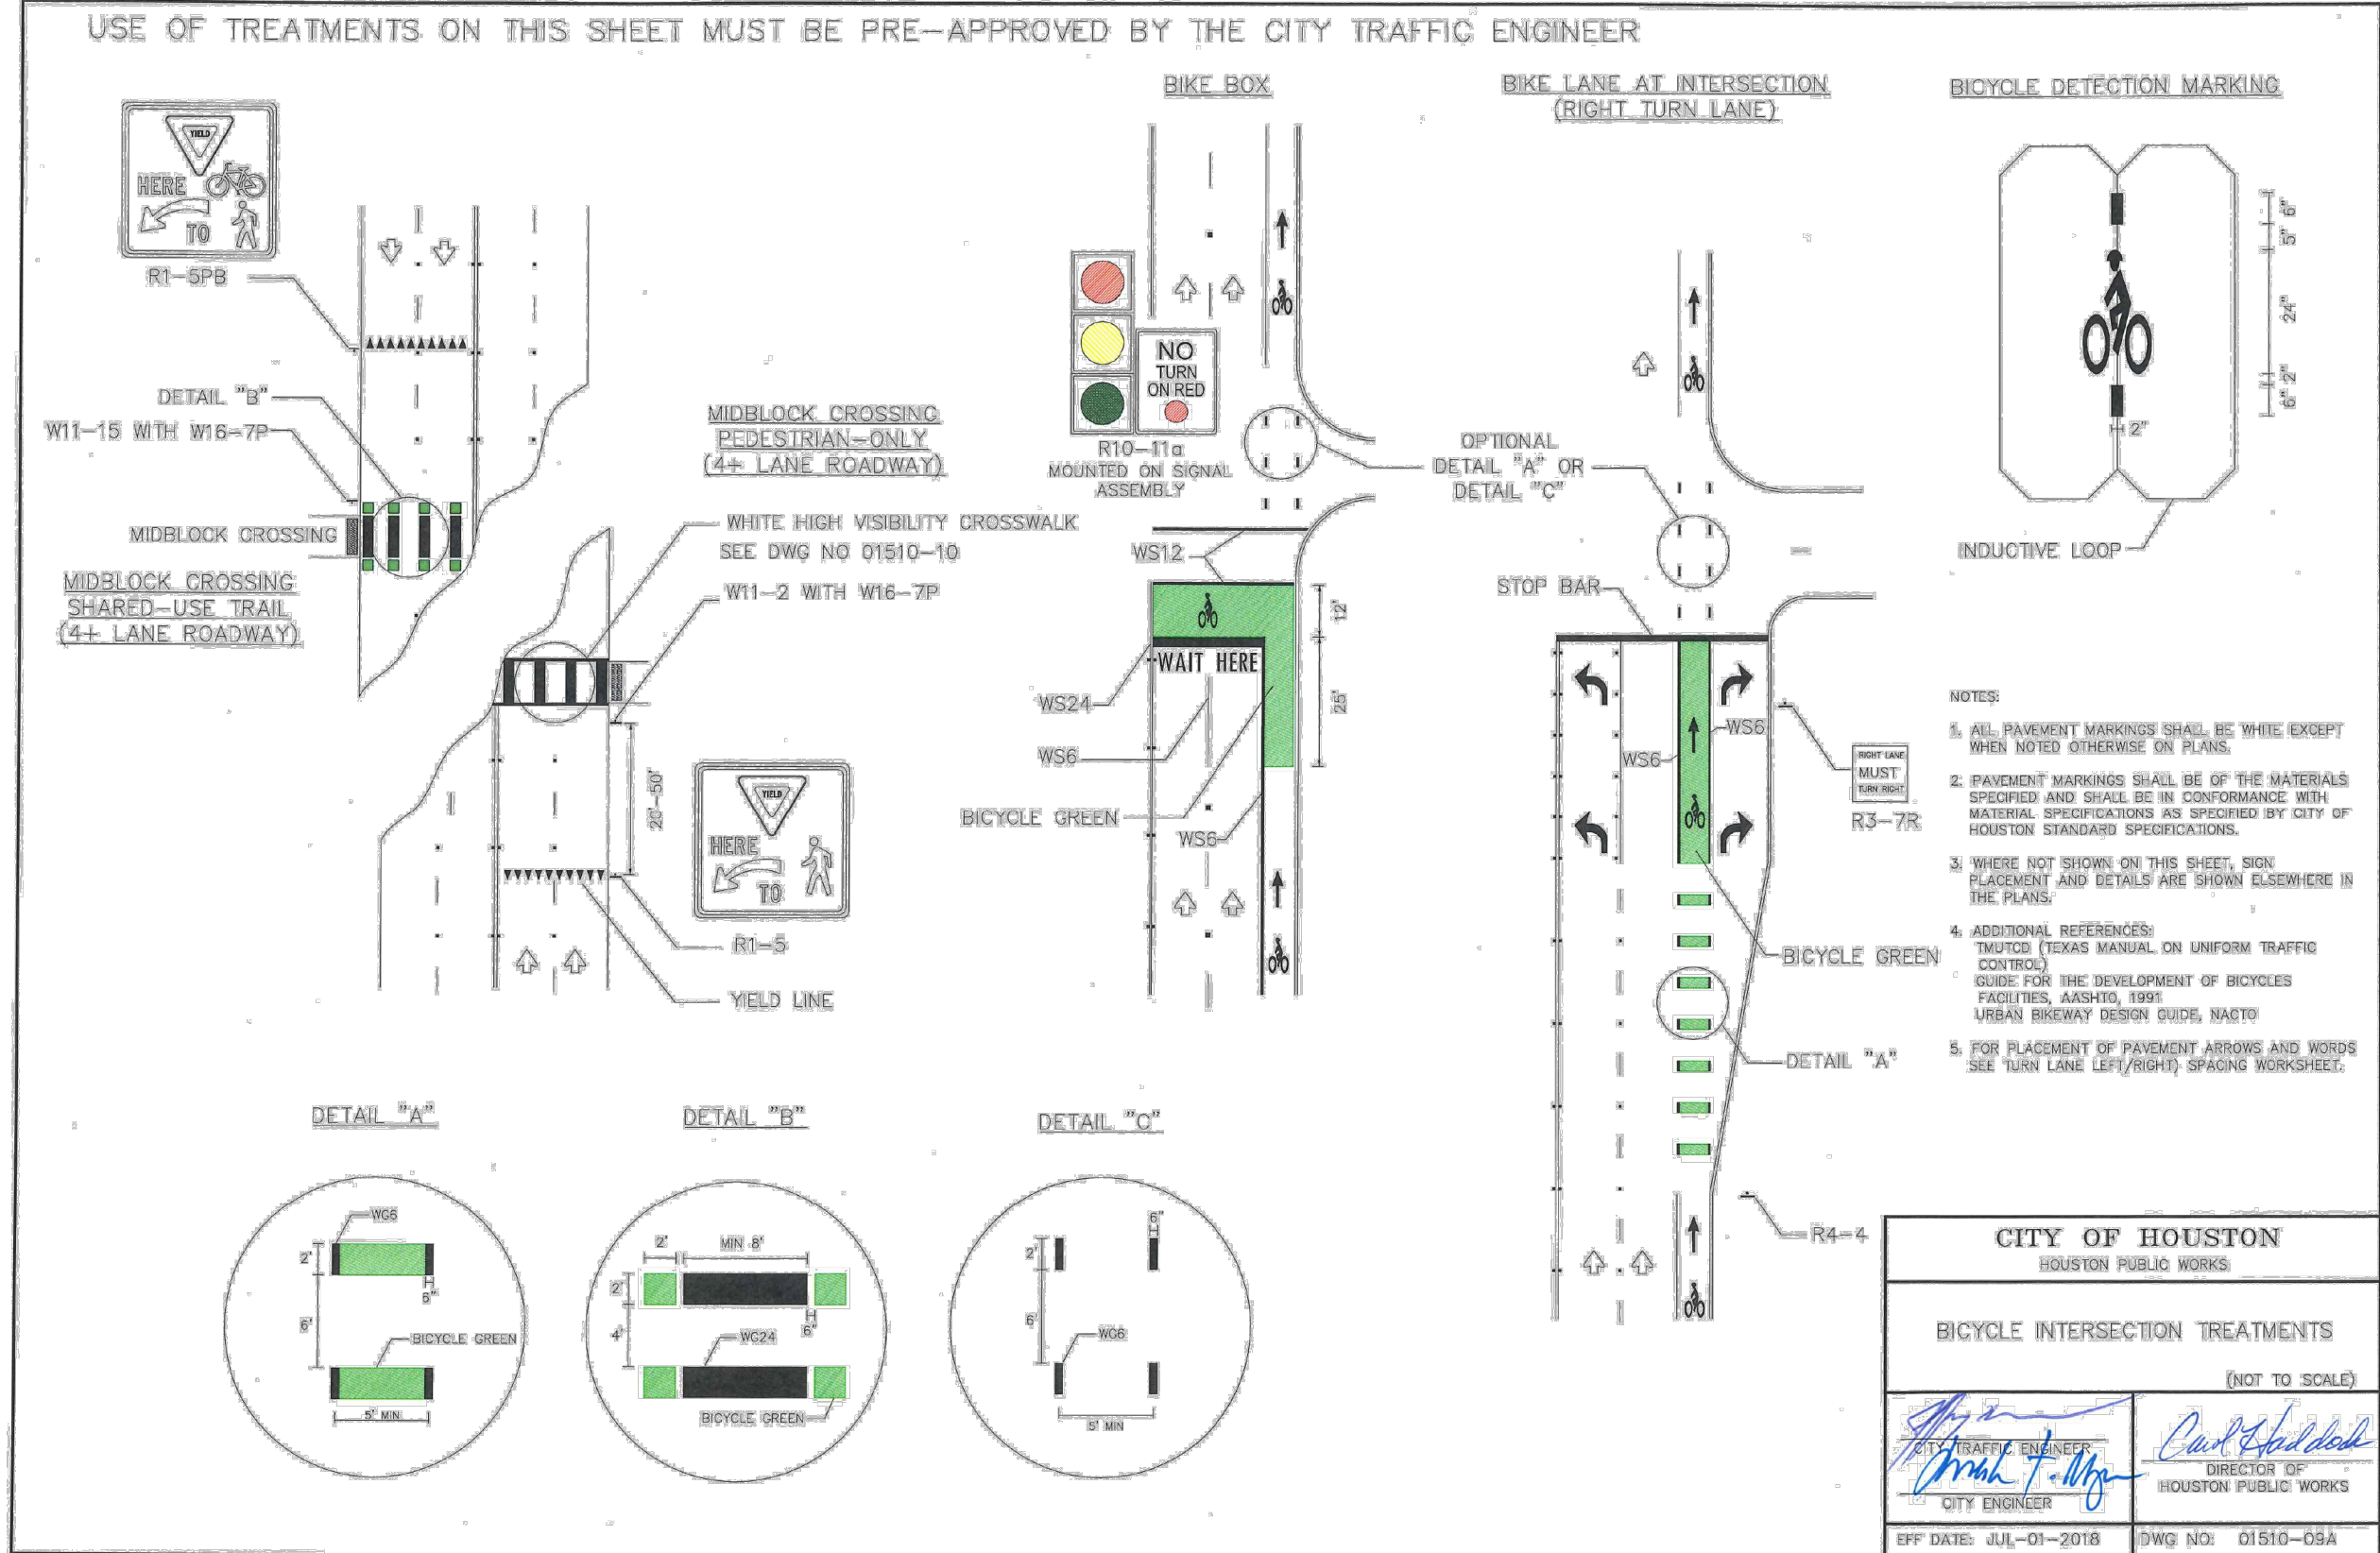 USE OF TREATMENTS ON THIS SHEET MUST BE PRE-APPROVED BY THE CITY TRAFFIC ENGINEER
YIELD
HERE
TO
R1-5PB
DETAIL "B"
W11-15 WITH W16-7P
MIDBLOCK CROSSING
MIDBLOCK CROSSING
SHARED-USE TRAIL
(4+ LANE ROADWAY)
MIDBLOCK CROSSING
PEDESTRIAN-ONLY
(4+ LANE ROADWAY)
WHITE HIGH VISIBILITY CROSSWALK
SEE DWG NO 01510-10
W11-2 WITH W16-7P
20'-50'
YIELD
HERE
TO
R1-5
YIELD LINE
BIKE BOX
NO
TURN
ON RED
R10-11a
MOUNTED ON SIGNAL
ASSEMBLY
WS12
12'
WAIT HERE
25'
WS24
WS6
BICYCLE GREEN
WS6
BIKE LANE AT INTERSECTION
(RIGHT TURN LANE)
OPTIONAL
DETAIL "A" OR
DETAIL "C"
STOP BAR
WS6
WS6
RIGHT LANE
MUST
TURN RIGHT
R3-7R
BICYCLE GREEN
DETAIL "A"
R4-4
BICYCLE DETECTION MARKING
6"
5"
24"
2"
6"
2"
INDUCTIVE LOOP
NOTES:
1. ALL PAVEMENT MARKINGS SHALL BE WHITE EXCEPT
WHEN NOTED OTHERWISE ON PLANS.
2. PAVEMENT MARKINGS SHALL BE OF THE MATERIALS
SPECIFIED AND SHALL BE IN CONFORMANCE WITH
MATERIAL SPECIFICATIONS AS SPECIFIED BY CITY OF
HOUSTON STANDARD SPECIFICATIONS.
3. WHERE NOT SHOWN ON THIS SHEET, SIGN
PLACEMENT AND DETAILS ARE SHOWN ELSEWHERE IN
THE PLANS.
4. ADDITIONAL REFERENCES:
TMUTCD (TEXAS MANUAL ON UNIFORM TRAFFIC
CONTROL)
GUIDE FOR THE DEVELOPMENT OF BICYCLES
FACILITIES, AASHTO, 1991
URBAN BIKEWAY DESIGN GUIDE, NACTO
5. FOR PLACEMENT OF PAVEMENT ARROWS AND WORDS
SEE TURN LANE LEFT/RIGHT) SPACING WORKSHEET.
DETAIL "A"
WG6
2'
6"
6'
BICYCLE GREEN
5' MIN
DETAIL "B"
2'
MIN 8'
2'
6"
4'
WG24
BICYCLE GREEN
DETAIL "C"
6"
2'
6'
WG6
5' MIN
CITY OF HOUSTON
HOUSTON PUBLIC WORKS
BICYCLE INTERSECTION TREATMENTS
(NOT TO SCALE)
CITY TRAFFIC ENGINEER
CITY ENGINEER
Carol Haddock
DIRECTOR OF
HOUSTON PUBLIC WORKS
EFF DATE: JUL-01-2018
DWG NO: 01510-09A